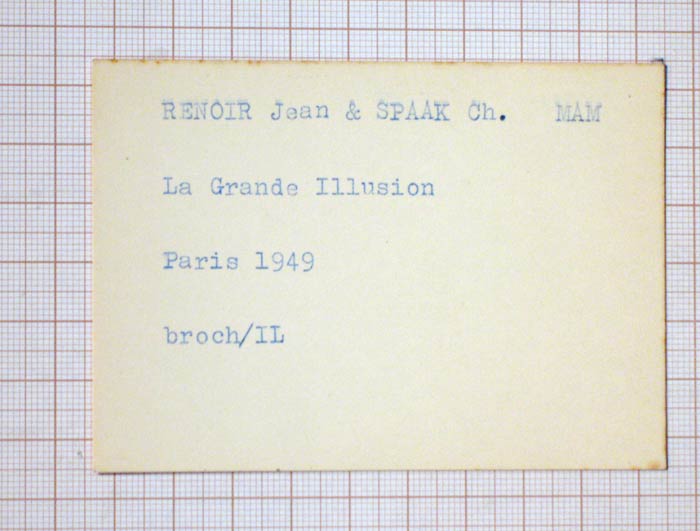 RENOIR Jean & SPAAK Ch. MAM
La Grande Illusion
Paris 1949
broch/IL